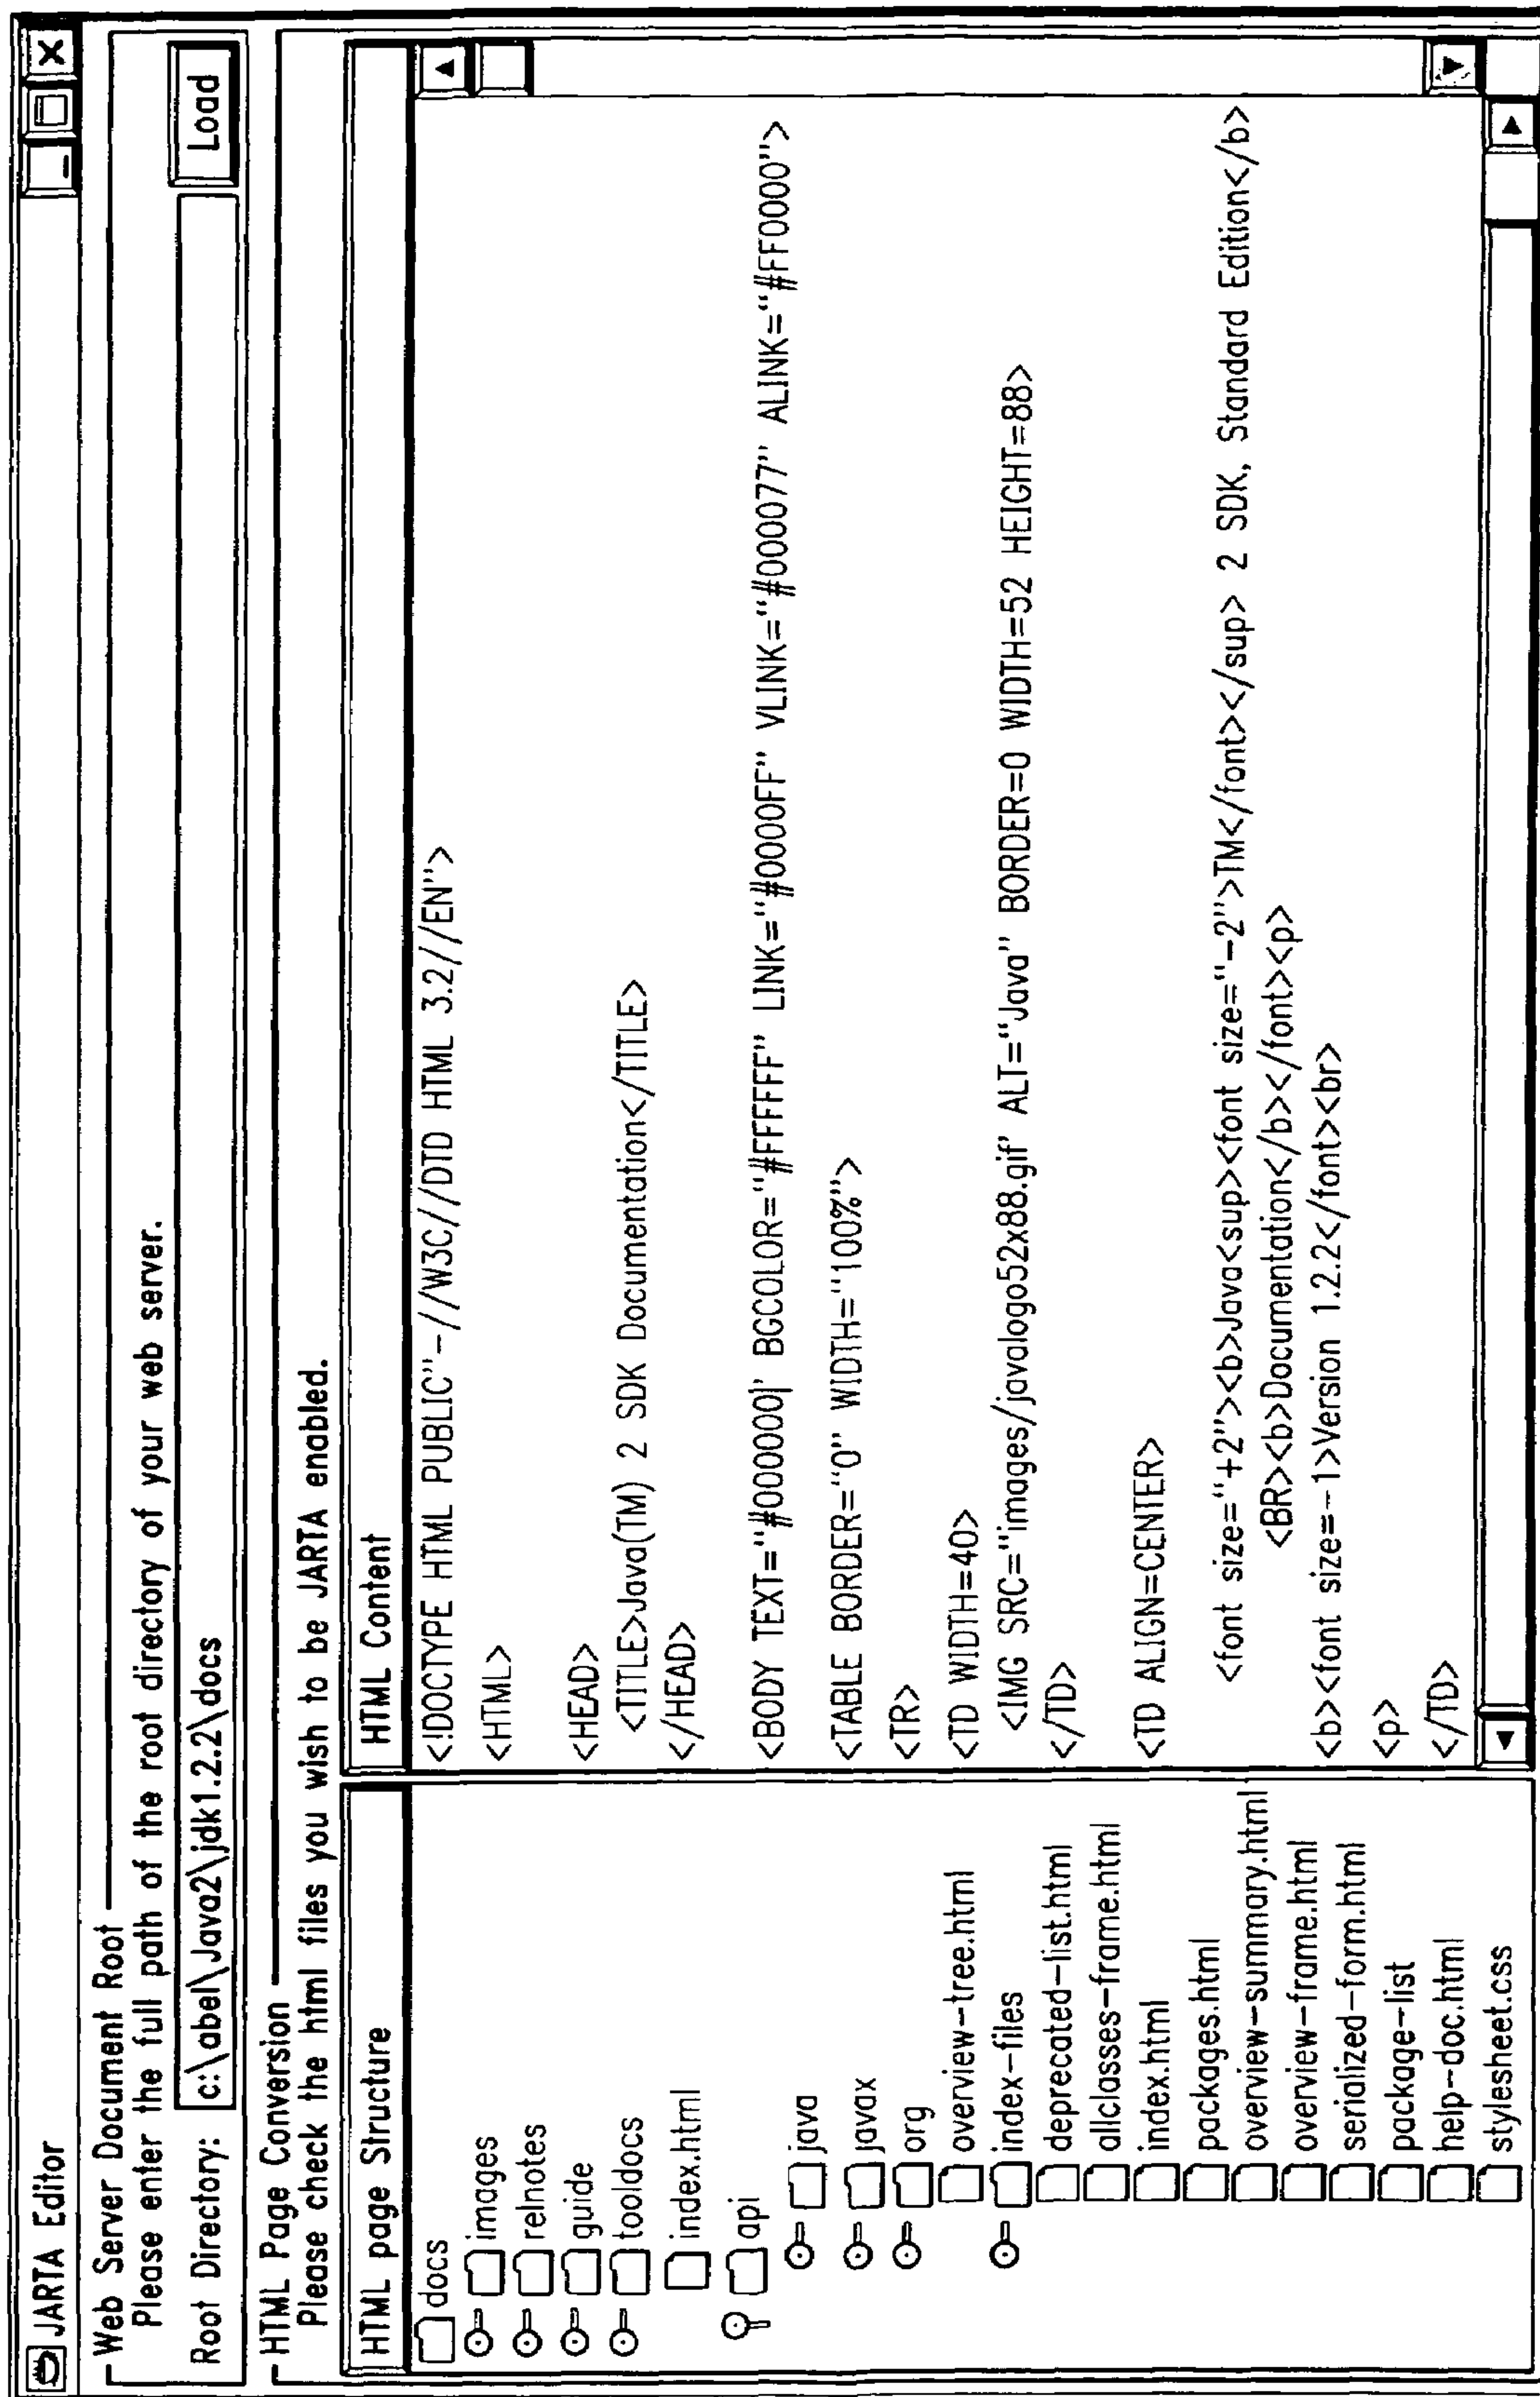 JARTA Editor
Web Server Document Root
Please enter the full path of the root directory of your web server.
Root Directory: c:\abel\Java2\jdk1.2.2\docs
Load
HTML Page Conversion
Please check the html files you wish to be JARTA enabled.
HTML page Structure
docs
images
relnotes
guide
tooldocs
index.html
api
java
javax
org
overview-tree.html
index-files
deprecated-list.html
allclasses-frame.html
index.html
packages.html
overview-summary.html
overview-frame.html
serialized-form.html
package-list
help-doc.html
stylesheet.css
HTML Content
<!DOCTYPE HTML PUBLIC"-//W3C//DTD HTML 3.2//EN">
<HTML>
<HEAD>
<TITLE>Java(TM) 2 SDK Documentation</TITLE>
</HEAD>
<BODY TEXT="#000000|' BGCOLOR="#FFFFFF" LINK="#0000FF" VLINK="#000077" ALINK="#FF0000">
<TABLE BORDER="0" WIDTH="100%">
<TR>
<TD WIDTH=40>
<IMG SRC="images/javalogo52x88.gif' ALT="Java" BORDER=0 WIDTH=52 HEIGHT=88>
</TD>
<TD ALIGN=CENTER>
<font size="+2"><b>Java<sup><font size="-2">TM</font></sup> 2 SDK, Standard Edition</b>
<BR><b>Documentation</b></font><p>
<b><font size=-1>Version 1.2.2</font><br>
<p>
</TD>